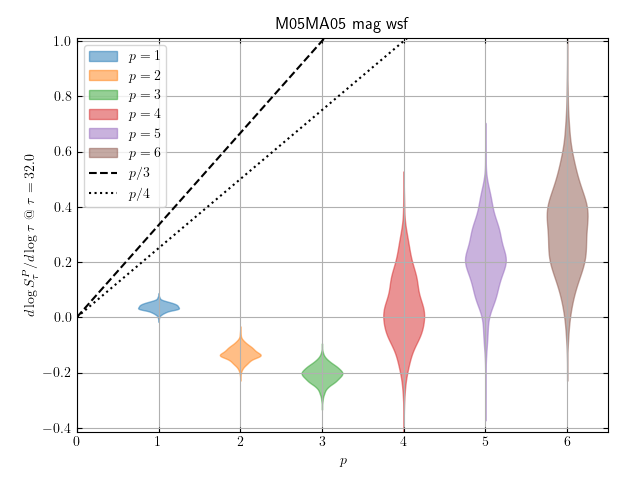 M05MA05 mag wsf
p = 1
p = 2
p = 3
p = 4
p = 5
p = 6
p/3
p/4
1.0
0.8
0.6
0.4
0.2
0.0
−0.2
−0.4
d log S_τ^P / d log τ @ τ = 32.0
0 1 2 3 4 5 6
p